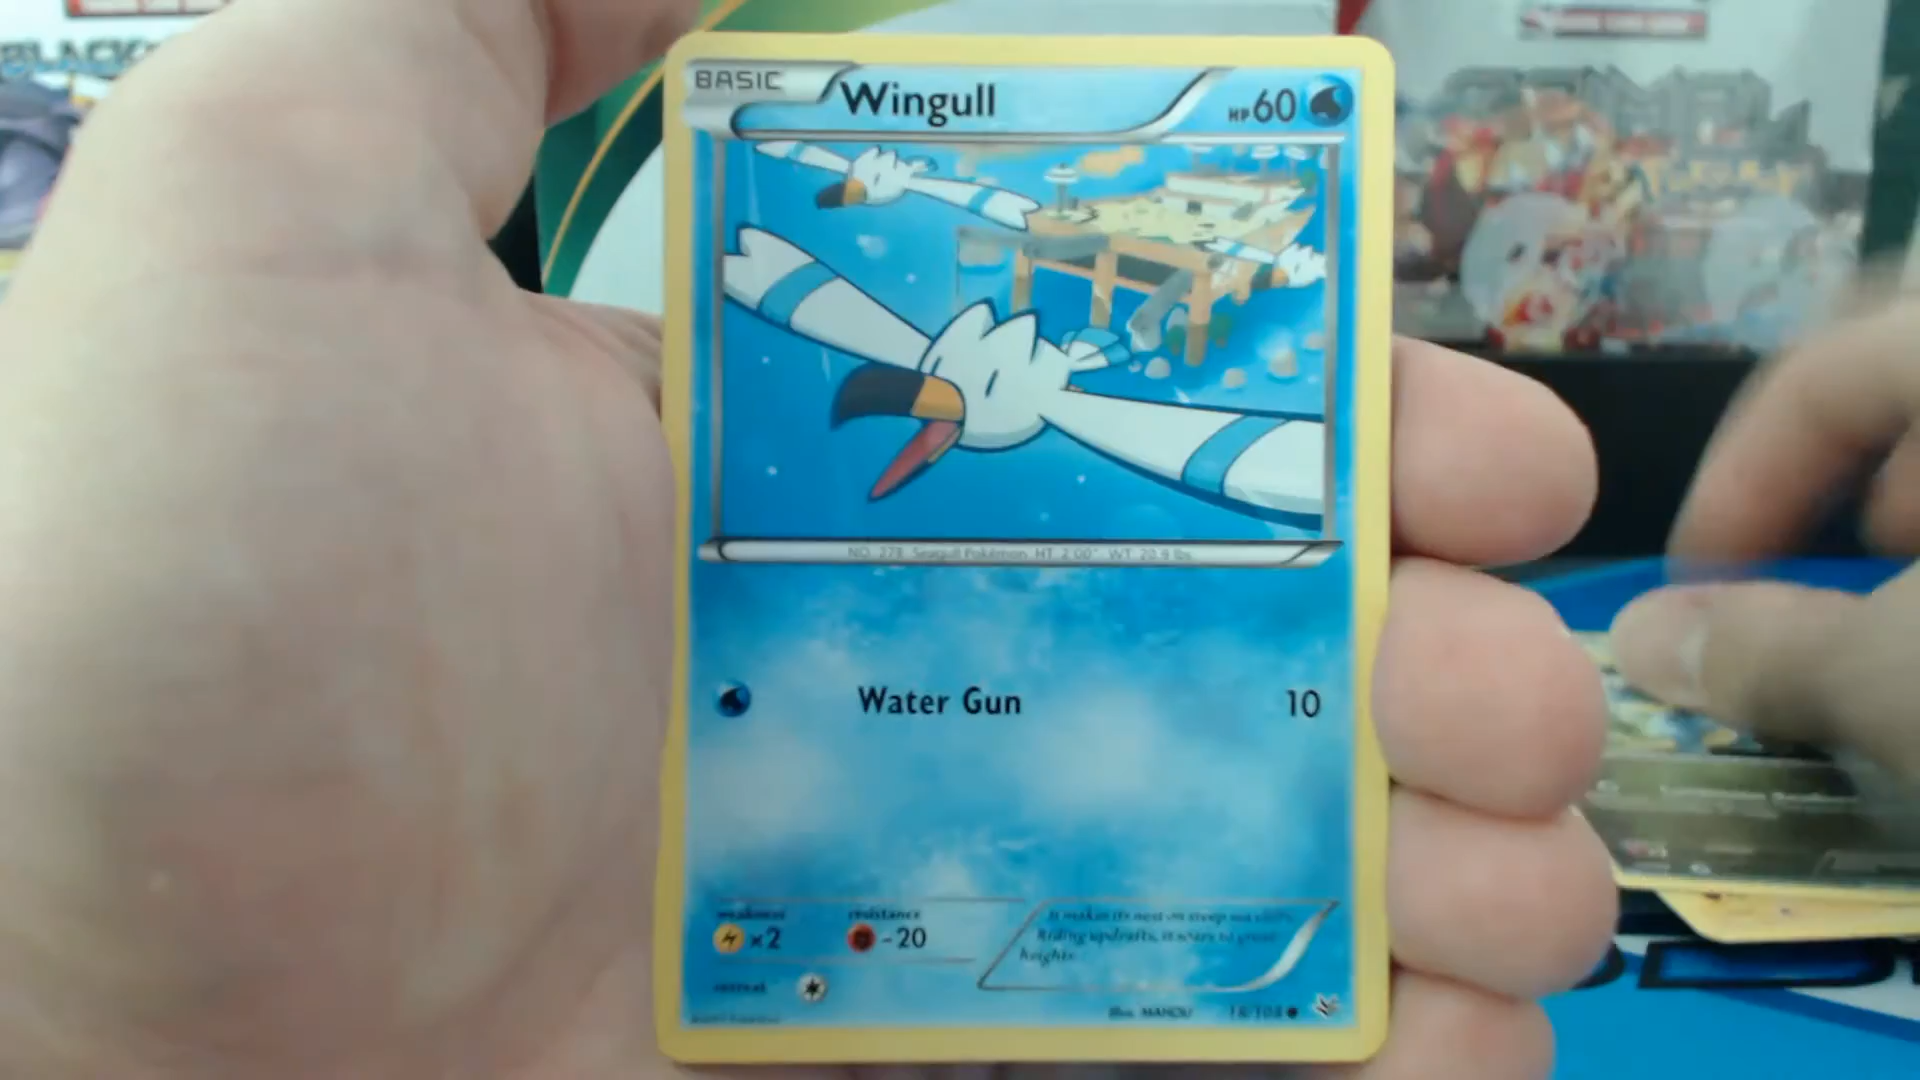 BLACK
BASIC
Wingull
HP 60
NO. 278 Seagull Pokémon HT 2'00" WT 20.9 lbs.
Water Gun 10
weakness resistance
×2 -20
It makes its nest on steep sea cliffs.
Riding updrafts, it soars to great
heights.
retreat
Illus. MAHOU 18/108